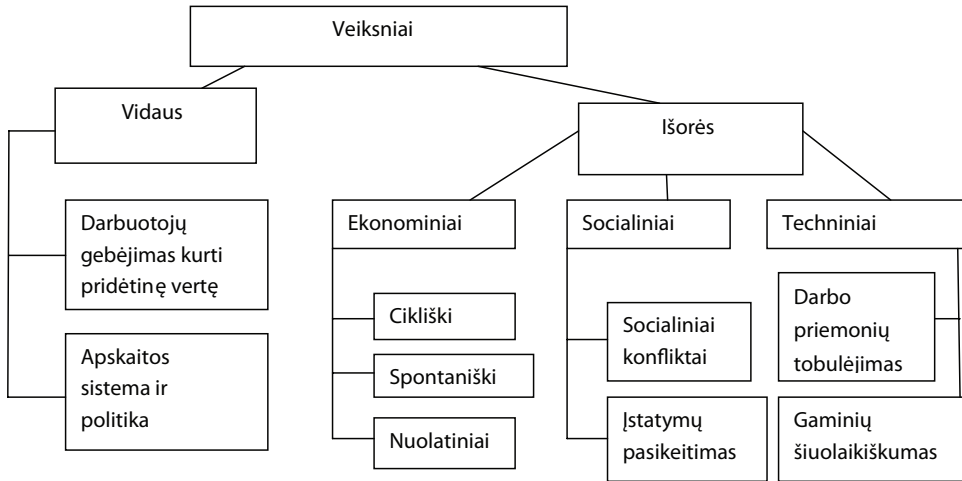 Veiksniai
Vidaus
Išorės
Darbuotojų
gebėjimas kurti
pridėtinę vertę
Apskaitos
sistema ir
politika
Ekonominiai
Cikliški
Spontaniški
Nuolatiniai
Socialiniai
Socialiniai
konfliktai
Įstatymų
pasikeitimas
Techniniai
Darbo
priemonių
tobulėjimas
Gaminių
šiuolaikiškumas